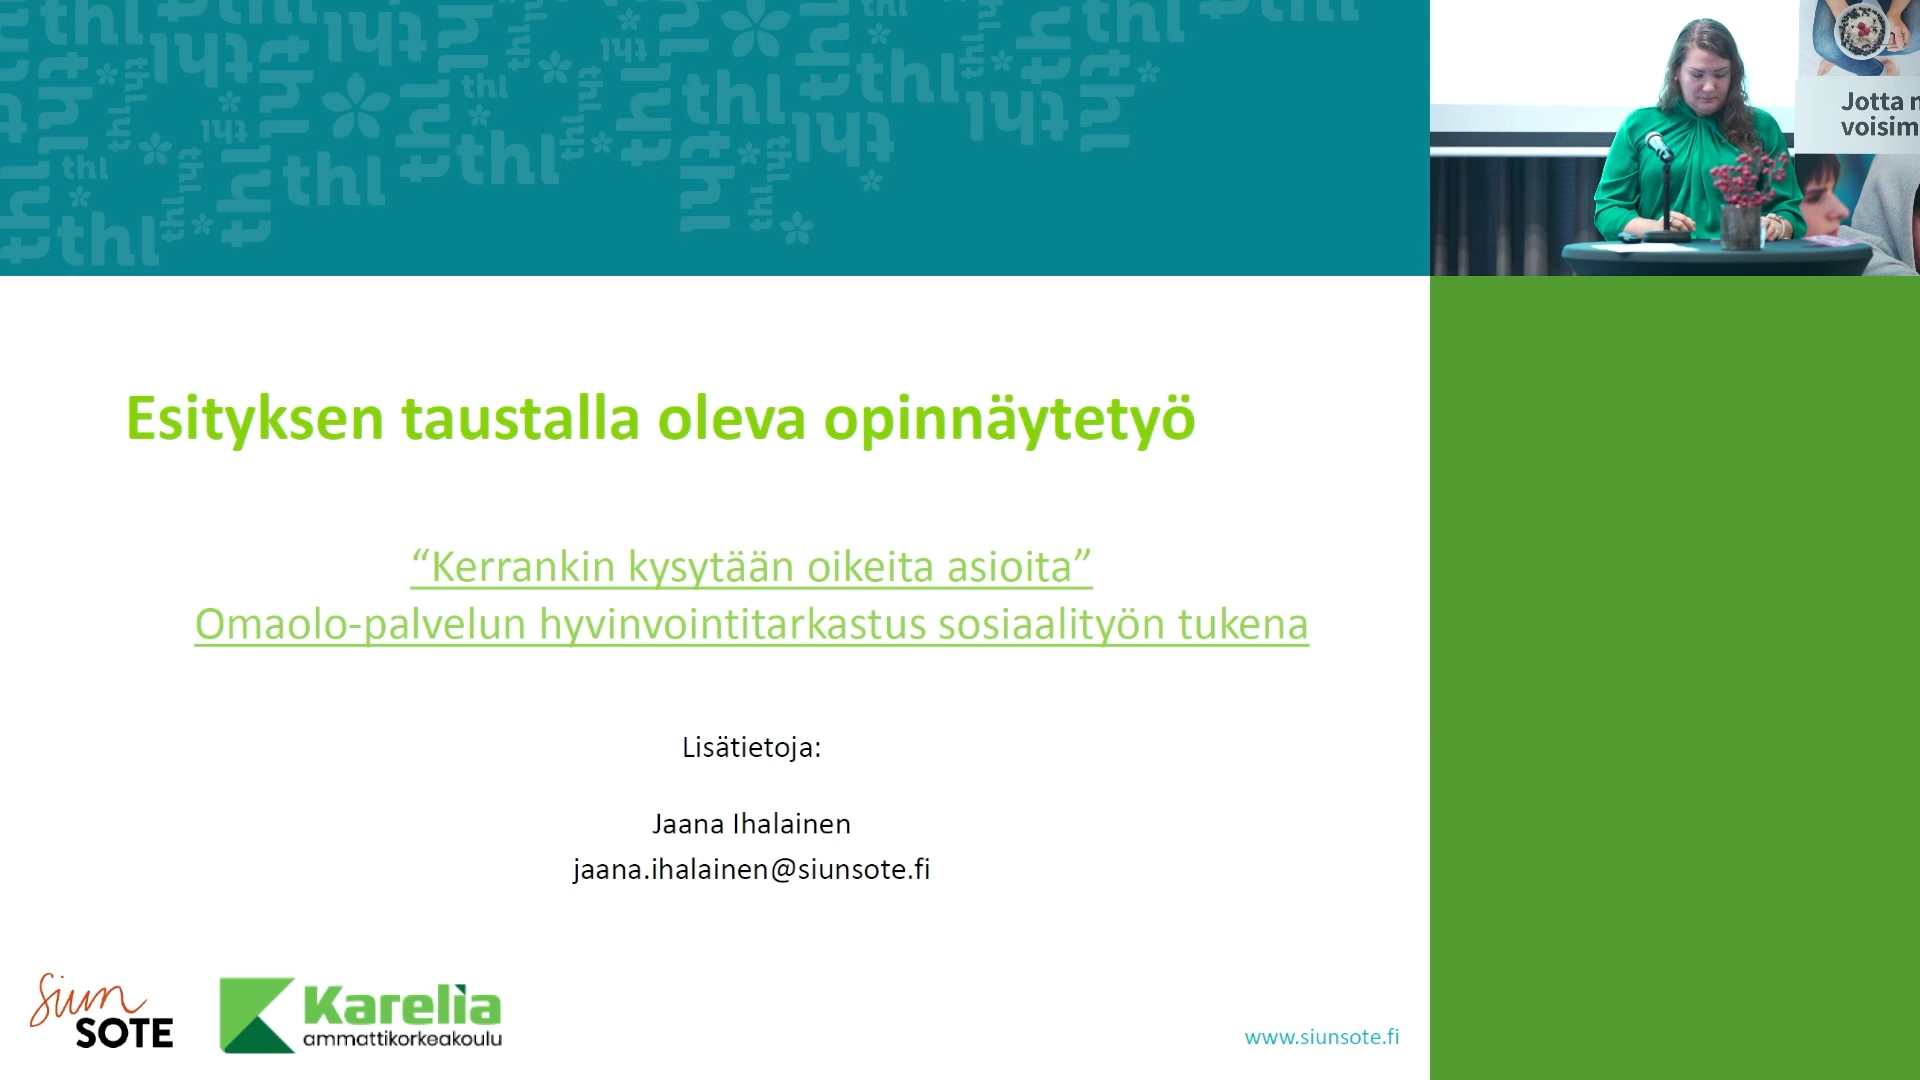 Jotta
voisim
Esityksen taustalla oleva opinnäytetyö
“Kerrankin kysytään oikeita asioita”
Omaolo-palvelun hyvinvointitarkastus sosiaalityön tukena
Lisätietoja:
Jaana Ihalainen
jaana.ihalainen@siunsote.fi
Siun
SOTE
Karelia
ammattikorkeakoulu
www.siunsote.fi
thl